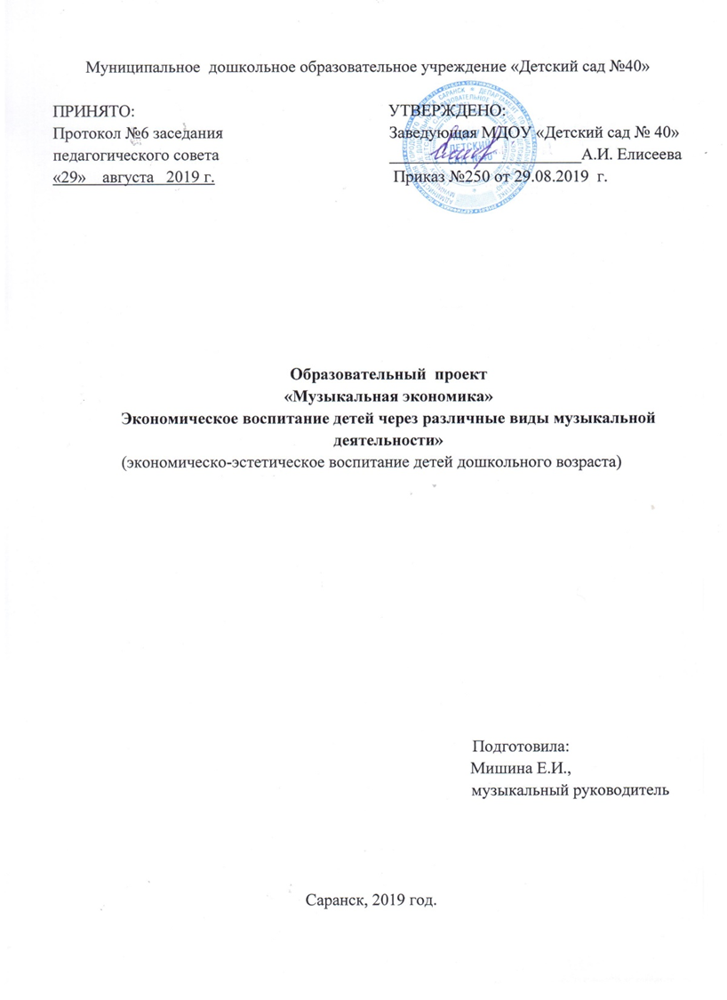 Муниципальное  дошкольное образовательное учреждение «Детский сад №40»
ПРИНЯТО:
Протокол №6 заседания
педагогического совета
«29»    августа   2019 г.
УТВЕРЖДЕНО:
Заведующая МДОУ «Детский сад № 40»
А.И. Елисеева
Приказ №250 от 29.08.2019  г.
ДЕТСКИЙ
Образовательный  проект
«Музыкальная экономика»
Экономическое воспитание детей через различные виды музыкальной
деятельности»
(экономическо-эстетическое воспитание детей дошкольного возраста)
Подготовила:
Мишина Е.И.,
музыкальный руководитель
Саранск, 2019 год.